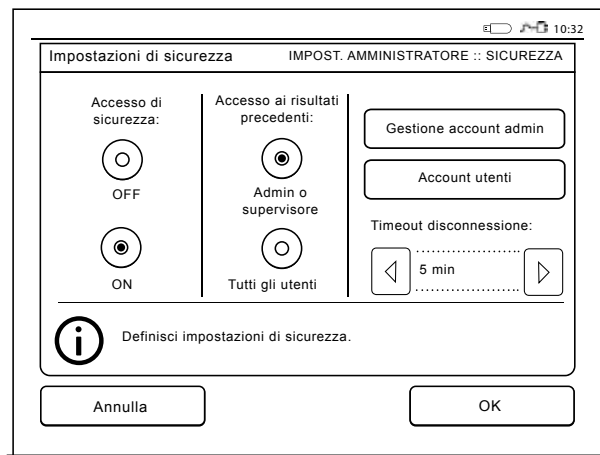 10:32
Impostazioni di sicurezza
IMPOST. AMMINISTRATORE :: SICUREZZA
Accesso di
sicurezza:
OFF
ON
Accesso ai risultati
precedenti:
Admin o
supervisore
Tutti gli utenti
Gestione account admin
Account utenti
Timeout disconnessione:
5 min
Definisci impostazioni di sicurezza.
Annulla
OK